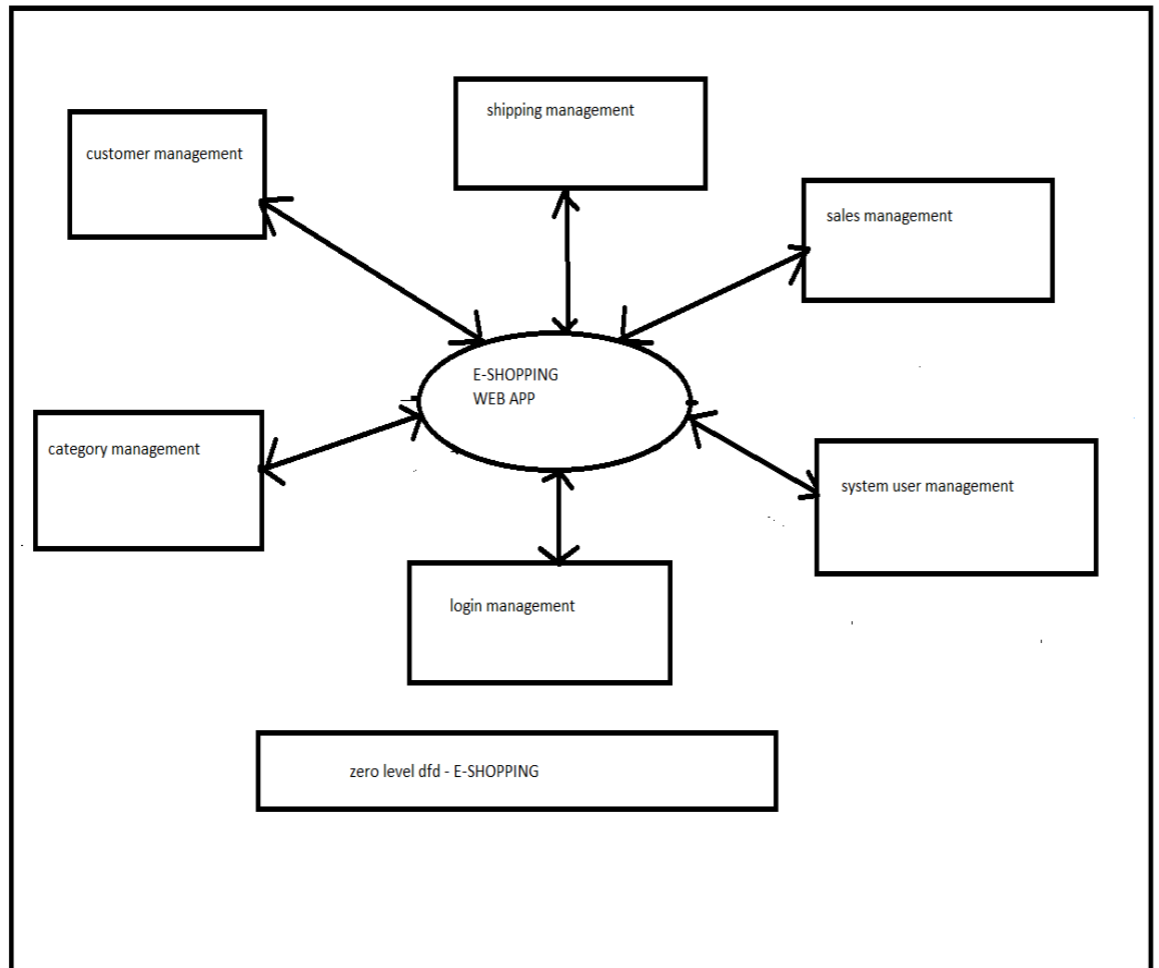 shipping management
customer management
sales management
E-SHOPPING
WEB APP
category management
system user management
login management
zero level dfd - E-SHOPPING